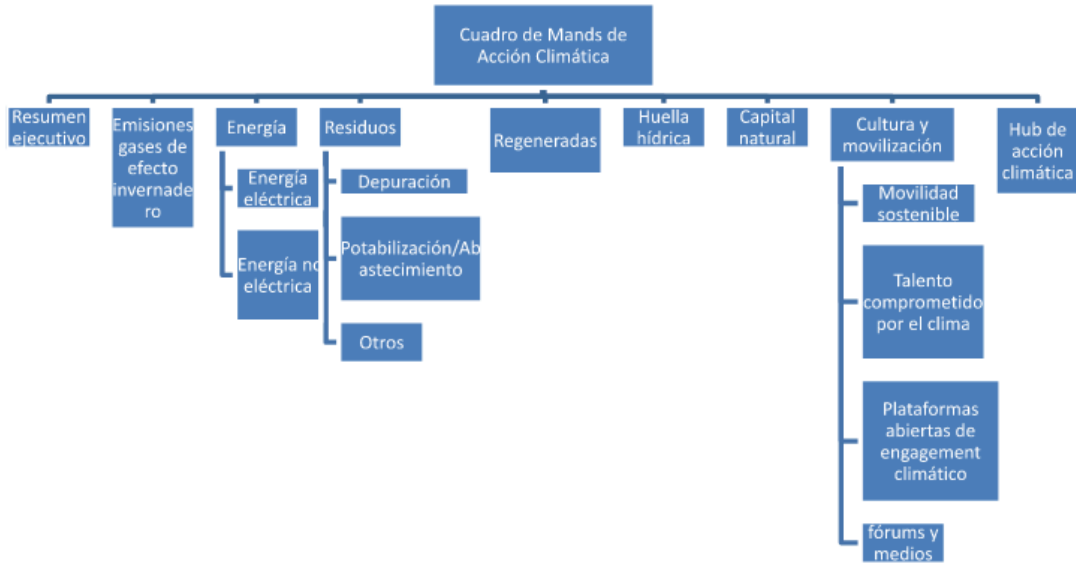 Cuadro de Mands de
Acción Climática
Resumen
ejecutivo
Emisiones
gases de
efecto
invernade
ro
Energía
Energía
eléctrica
Energía no
eléctrica
Residuos
Depuración
Potabilización/Ab
astecimiento
Otros
Regeneradas
Huella
hídrica
Capital
natural
Cultura y
movilización
Movilidad
sostenible
Talento
comprometido
por el clima
Plataformas
abiertas de
engagement
climático
fórums y
medios
Hub de
acción
climática